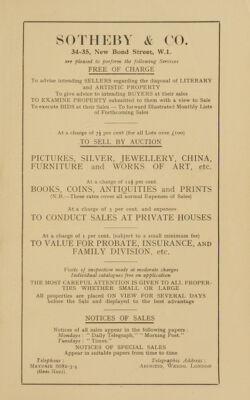 SOTHEBY & CO.
34-35, New Bond Street, W.1.
are pleased to perform the following Services
FREE OF CHARGE
To advise intending SELLERS regarding the disposal of LITERARY
and ARTISTIC PROPERTY
To give advice to intending BUYERS at their sales
TO EXAMINE PROPERTY submitted to them with a view to Sale
To execute BIDS at their Sales — To forward Illustrated Monthly Lists
of Forthcoming Sales
At a charge of 7½ per cent (for all Lots over £100)
TO SELL BY AUCTION
PICTURES, SILVER, JEWELLERY, CHINA,
FURNITURE and WORKS OF ART, etc.
At a charge of 12½ per cent
BOOKS, COINS, ANTIQUITIES and PRINTS
(N.B.—These rates cover all normal Expenses of Sales)
At a charge of 5 per cent. and expenses
TO CONDUCT SALES AT PRIVATE HOUSES
At a charge of 1 per cent. (subject to a small minimum fee)
TO VALUE FOR PROBATE, INSURANCE, AND
FAMILY DIVISION, etc.
Visits of inspection made at moderate charges
Individual catalogues free on application
THE MOST CAREFUL ATTENTION IS GIVEN TO ALL PROPER-
TIES WHETHER SMALL OR LARGE
All properties are placed ON VIEW FOR SEVERAL DAYS
before the Sale and displayed to the best advantage
NOTICES OF SALES
Notices of all sales appear in the following papers:
Mondays: "Daily Telegraph," "Morning Post."
Tuesdays: "Times."
NOTICES OF SPECIAL SALES
Appear in suitable papers from time to time
Telephone:
Telegraphic Address:
MAYFAIR 6682-3-4
ABINITIO, WESDO, LONDON
(three lines).